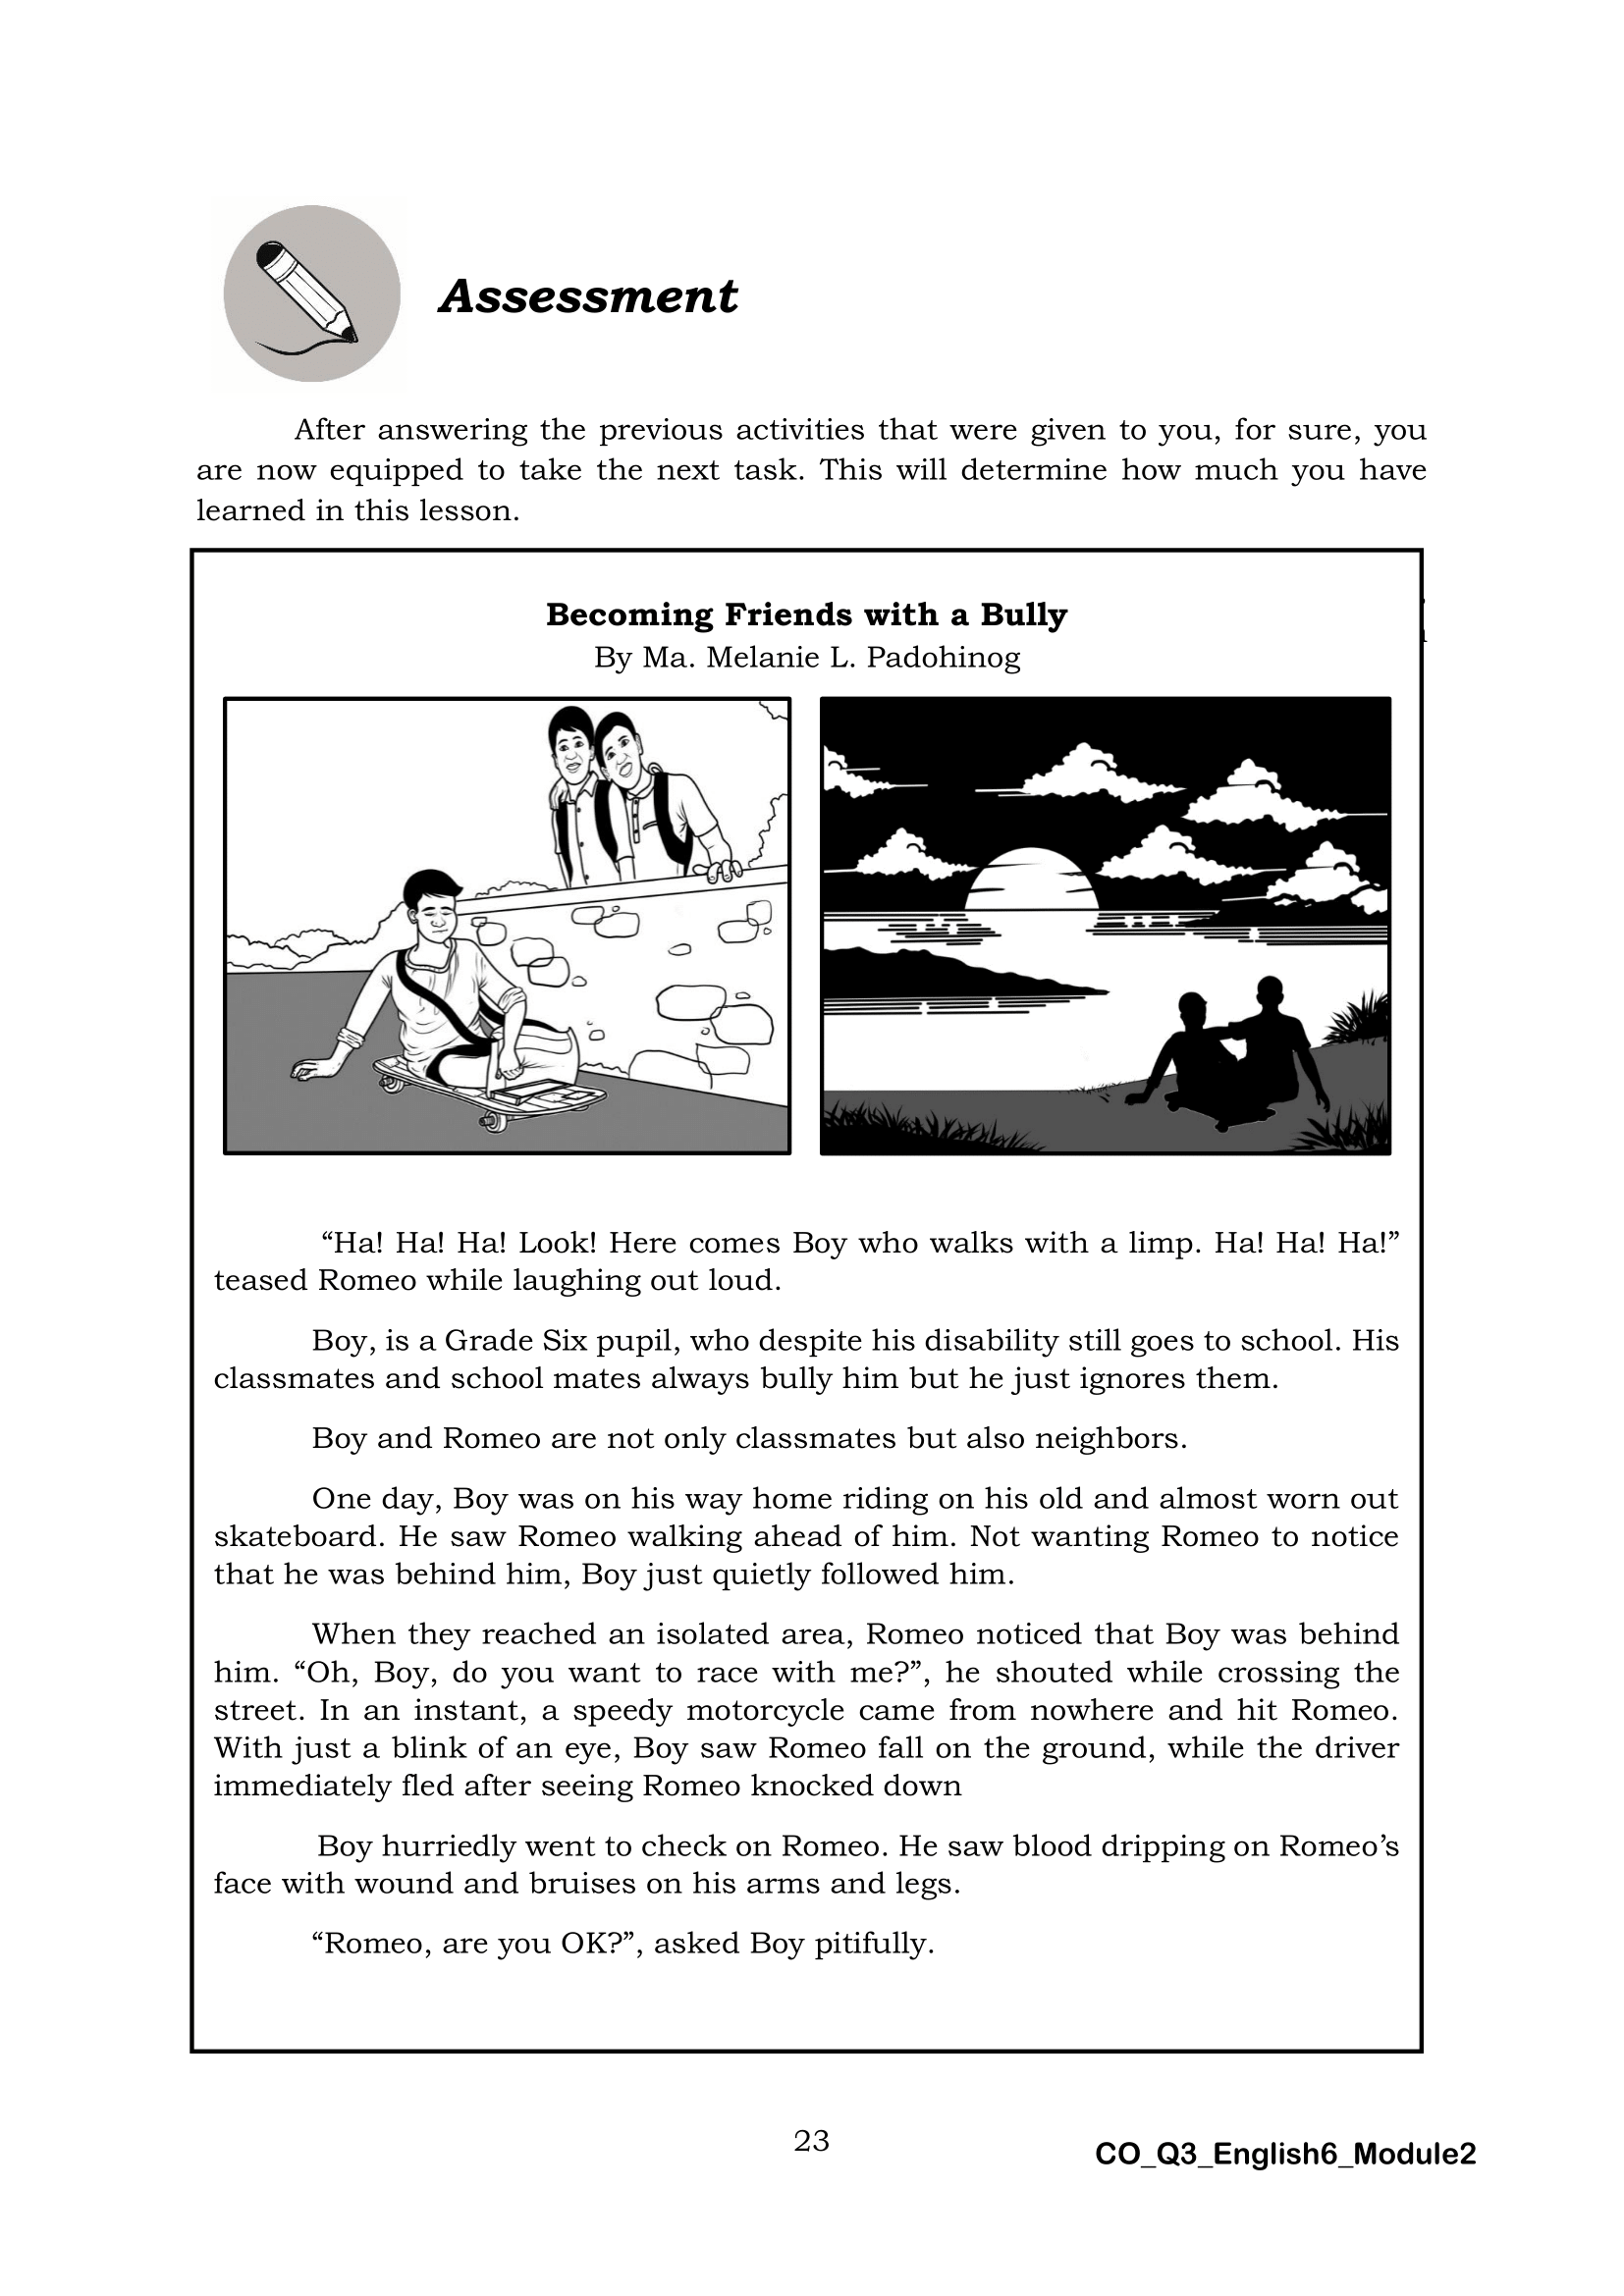 Assessment
After answering the previous activities that were given to you, for sure, you
are now equipped to take the next task. This will determine how much you have
learned in this lesson.
Becoming Friends with a Bully
By Ma. Melanie L. Padohinog
“Ha! Ha! Ha! Look! Here comes Boy who walks with a limp. Ha! Ha! Ha!”
teased Romeo while laughing out loud.
Boy, is a Grade Six pupil, who despite his disability still goes to school. His
classmates and school mates always bully him but he just ignores them.
Boy and Romeo are not only classmates but also neighbors.
One day, Boy was on his way home riding on his old and almost worn out
skateboard. He saw Romeo walking ahead of him. Not wanting Romeo to notice
that he was behind him, Boy just quietly followed him.
When they reached an isolated area, Romeo noticed that Boy was behind
him. “Oh, Boy, do you want to race with me?”, he shouted while crossing the
street. In an instant, a speedy motorcycle came from nowhere and hit Romeo.
With just a blink of an eye, Boy saw Romeo fall on the ground, while the driver
immediately fled after seeing Romeo knocked down
Boy hurriedly went to check on Romeo. He saw blood dripping on Romeo’s
face with wound and bruises on his arms and legs.
“Romeo, are you OK?”, asked Boy pitifully.
23
CO_Q3_English6_Module2